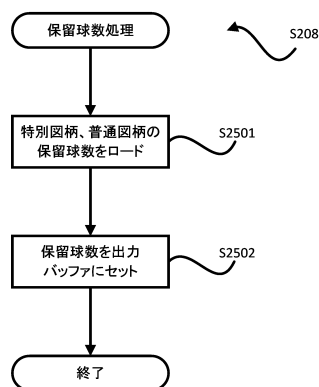 保留球数処理
S208
特別図柄、普通図柄の
保留球数をロード
S2501
保留球数を出力
バッファにセット
S2502
終了